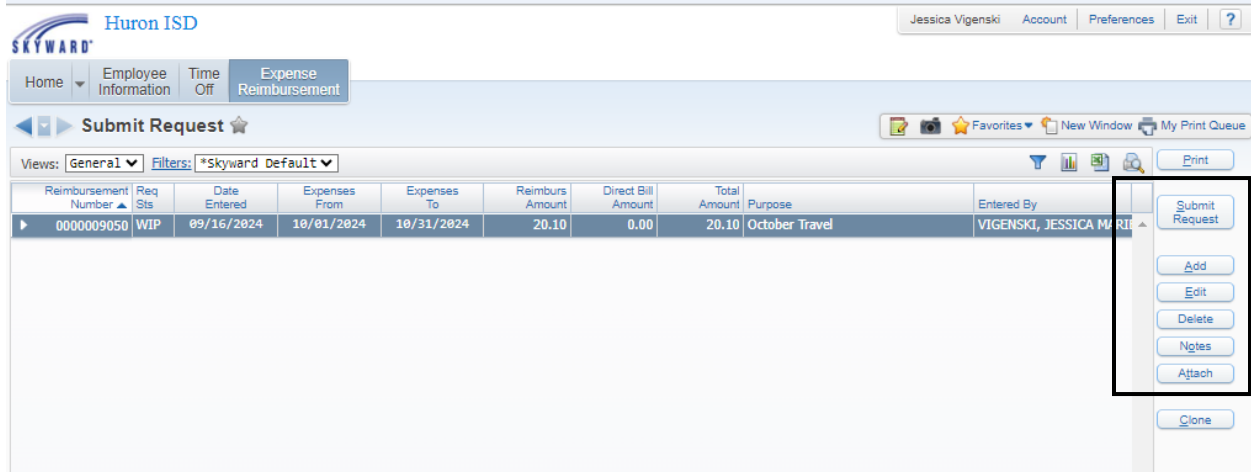 Huron ISD
SKYWARD
Jessica Vigenski Account Preferences Exit ?
Home Employee Information Time Off Expense Reimbursement
Submit Request
Favorites New Window My Print Queue
Views: General Filters: *Skyward Default
Print
Reimbursement Number Req Sts Date Entered Expenses From Expenses To Reimburs Amount Direct Bill Amount Total Amount Purpose Entered By
0000009050 WIP 09/16/2024 10/01/2024 10/31/2024 20.10 0.00 20.10 October Travel VIGENSKI, JESSICA MARIE
Submit Request
Add
Edit
Delete
Notes
Attach
Clone